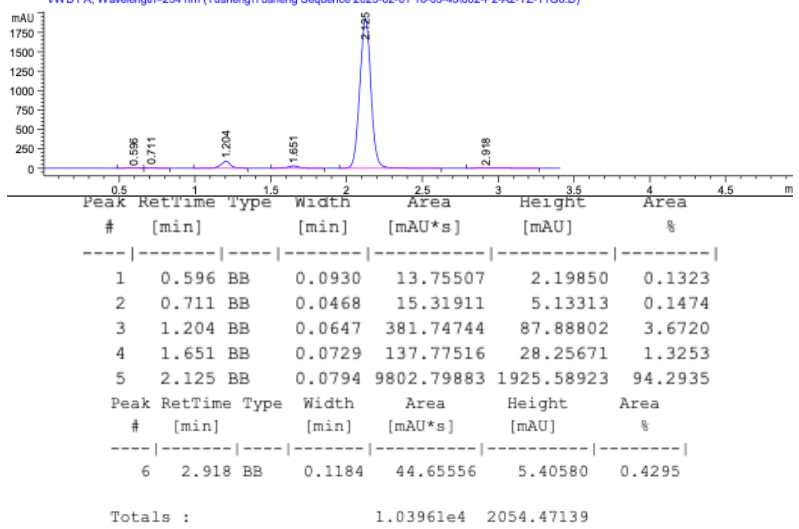 mAU
1750
1500
1250
1000
750
500
250
0
0.596
0.711
1.204
1.651
2.125
2.918
0.5 1 1.5 2 2.5 3 3.5 4 4.5 m
Peak RetTime Type Width Area Height Area
# [min] [min] [mAU*s] [mAU] %
----|-------|----|-------|----------|----------|--------|
1 0.596 BB 0.0930 13.75507 2.19850 0.1323
2 0.711 BB 0.0468 15.31911 5.13313 0.1474
3 1.204 BB 0.0647 381.74744 87.88802 3.6720
4 1.651 BB 0.0729 137.77516 28.25671 1.3253
5 2.125 BB 0.0794 9802.79883 1925.58923 94.2935
Peak RetTime Type Width Area Height Area
# [min] [min] [mAU*s] [mAU] %
----|-------|----|-------|----------|----------|--------|
6 2.918 BB 0.1184 44.65556 5.40580 0.4295
Totals : 1.03961e4 2054.47139